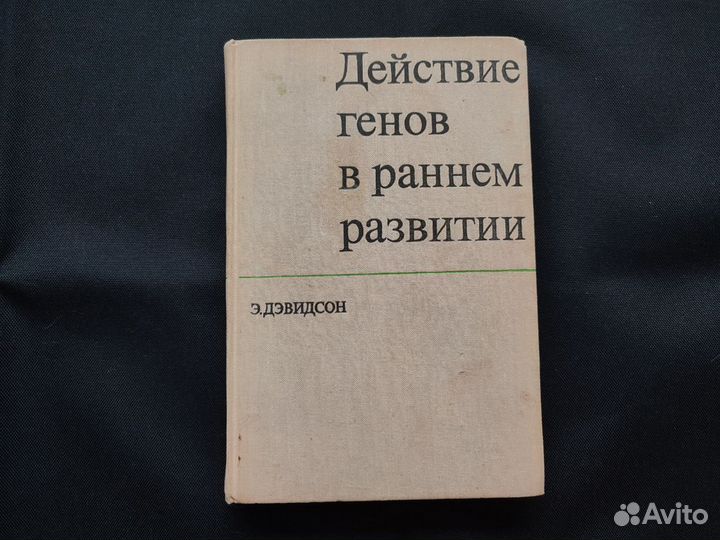 Действие
генов
в раннем
развитии
Э.ДЭВИДСОН
Avito